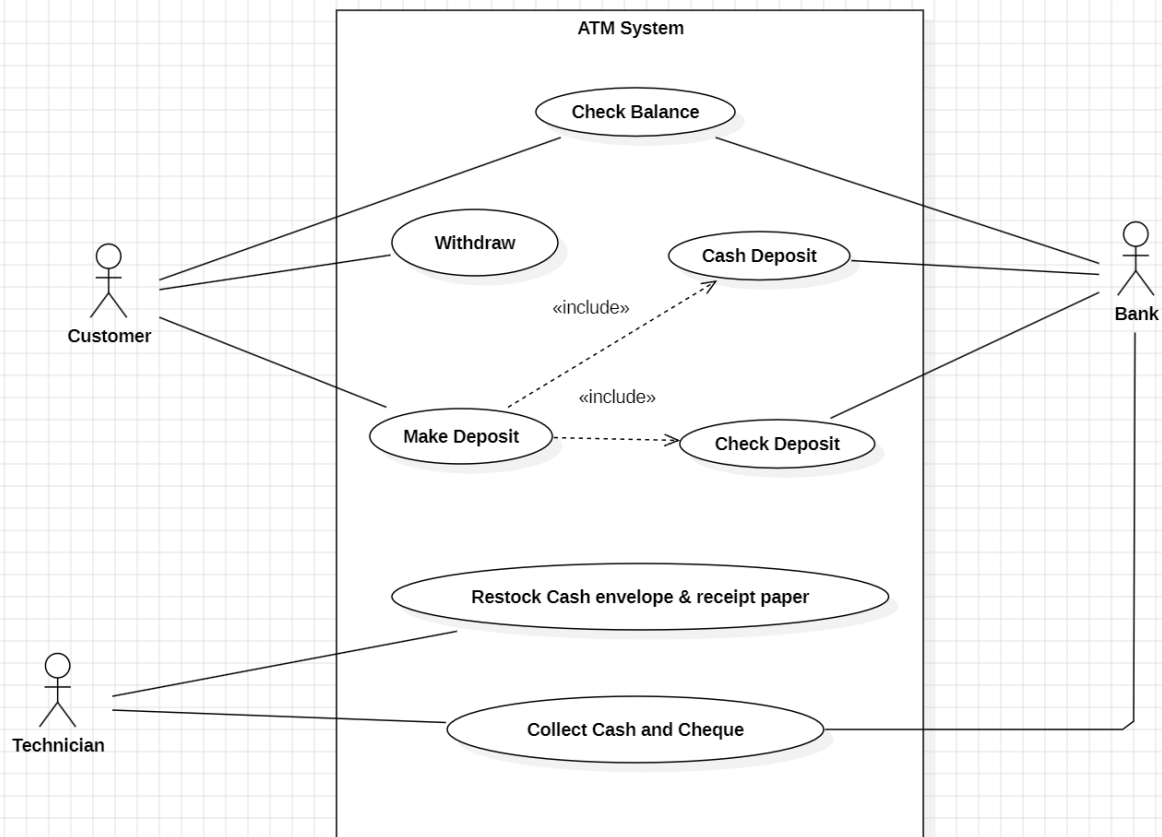 ATM System
Check Balance
Withdraw
Cash Deposit
«include»
Customer
Bank
«include»
Make Deposit
Check Deposit
Restock Cash envelope & receipt paper
Technician
Collect Cash and Cheque